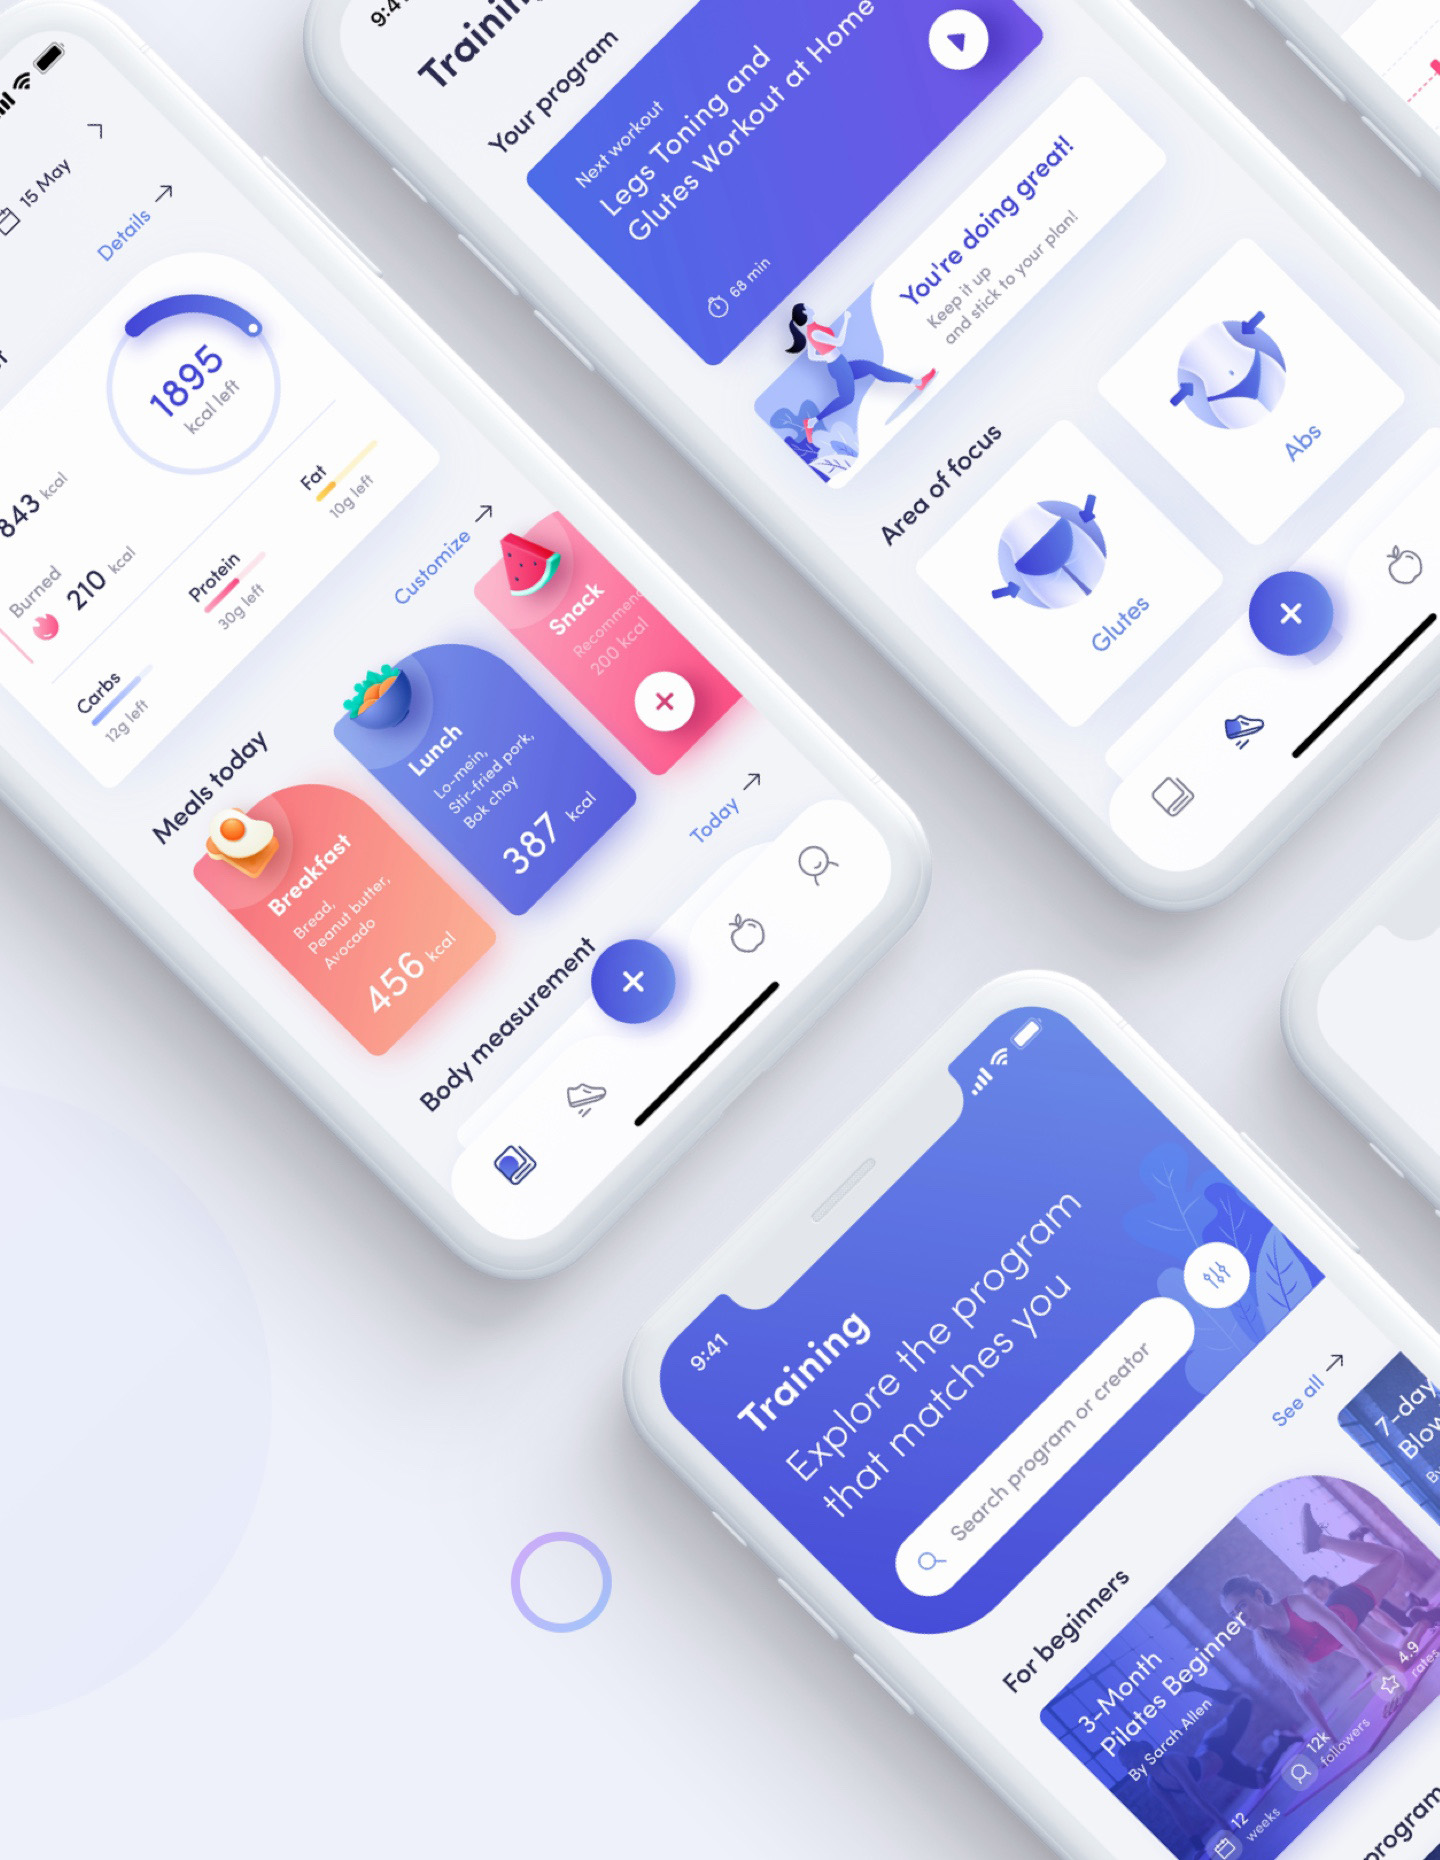 15 May
Details
1895
kcal left
843 kcal
Burned
210 kcal
Carbs
12g left
Protein
30g left
Fat
10g left
Meals today
Customize
Breakfast
Bread,
Peanut butter,
Avocado
456 kcal
Lunch
Lo-mein,
Stir-fried pork,
Bok choy
387 kcal
Snack
200 kcal
Body measurement
Today
Your program
Next workout
Legs Toning and
Glutes Workout at Home
68 min
You're doing great!
Keep it up
and stick to your plan!
Area of focus
Glutes
Abs
9:41
Training
Explore the program
that matches you
Search program or creator
For beginners
See all
3-Month
Pilates Beginner
By Sarah Allen
12
weeks
12k
followers
4.9
rates
7-day
By
program